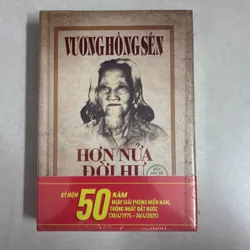 VƯƠNG HỒNG SỂN
HƠN NỬA
ĐỜI HƯ
KỶ NIỆM
50 NĂM
NGÀY GIẢI PHÓNG MIỀN NAM,
THỐNG NHẤT ĐẤT NƯỚC
(30/4/1975 - 30/4/2025)